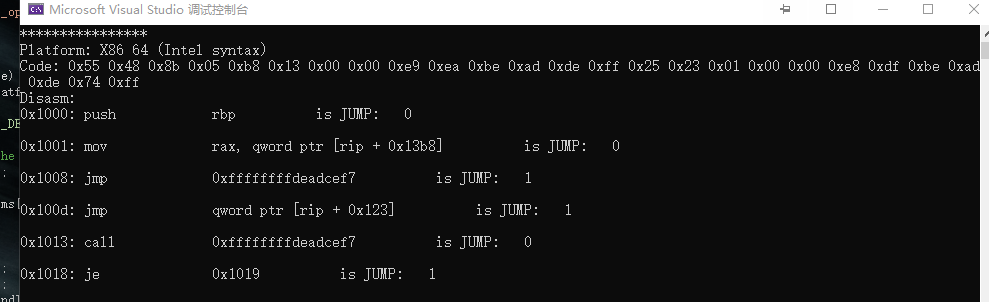 Microsoft Visual Studio 调试控制台
****************
Platform: X86 64 (Intel syntax)
Code: 0x55 0x48 0x8b 0x05 0xb8 0x13 0x00 0x00 0xe9 0xea 0xbe 0xad 0xde 0xff 0x25 0x23 0x01 0x00 0x00 0xe8 0xdf 0xbe 0xad
0xde 0x74 0xff
Disasm:
0x1000: push rbp is JUMP: 0
0x1001: mov rax, qword ptr [rip + 0x13b8] is JUMP: 0
0x1008: jmp 0xffffffffdeadcef7 is JUMP: 1
0x100d: jmp qword ptr [rip + 0x123] is JUMP: 1
0x1013: call 0xffffffffdeadcef7 is JUMP: 0
0x1018: je 0x1019 is JUMP: 1